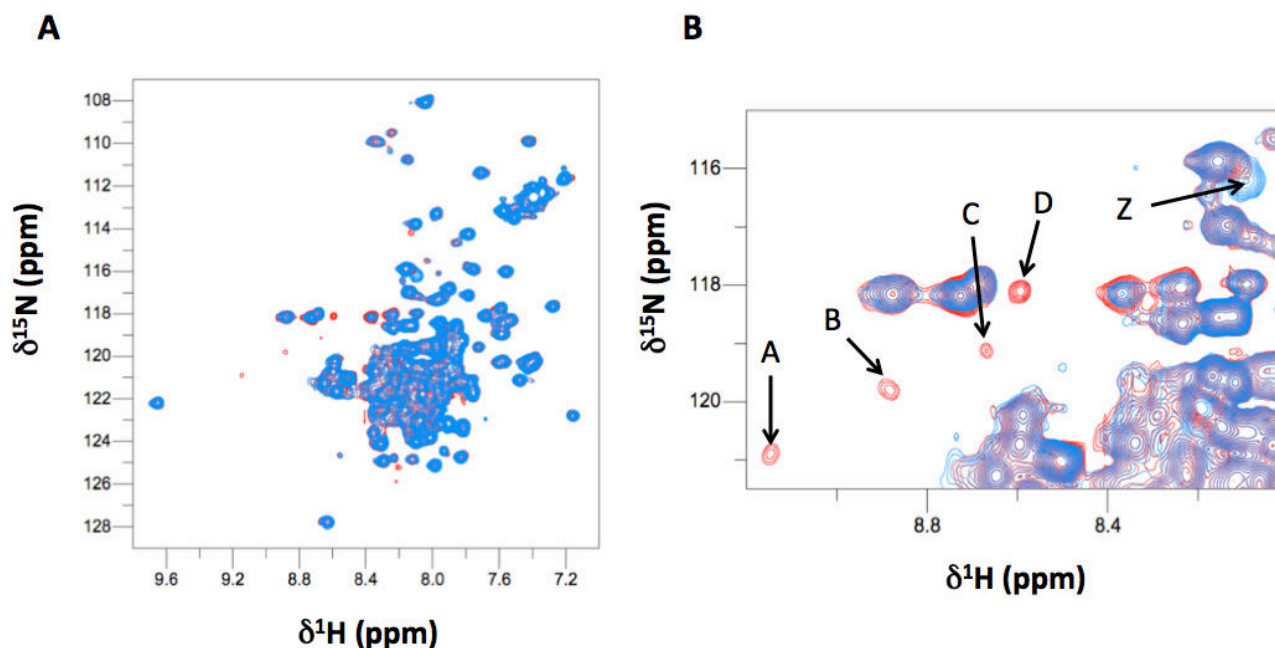 A
108
110
112
114
116
118
120
122
124
126
128
δ15N (ppm)
9.6 9.2 8.8 8.4 8.0 7.6 7.2
δ1H (ppm)
B
116
118
120
δ15N (ppm)
A
B
C
D
Z
8.8 8.4
δ1H (ppm)